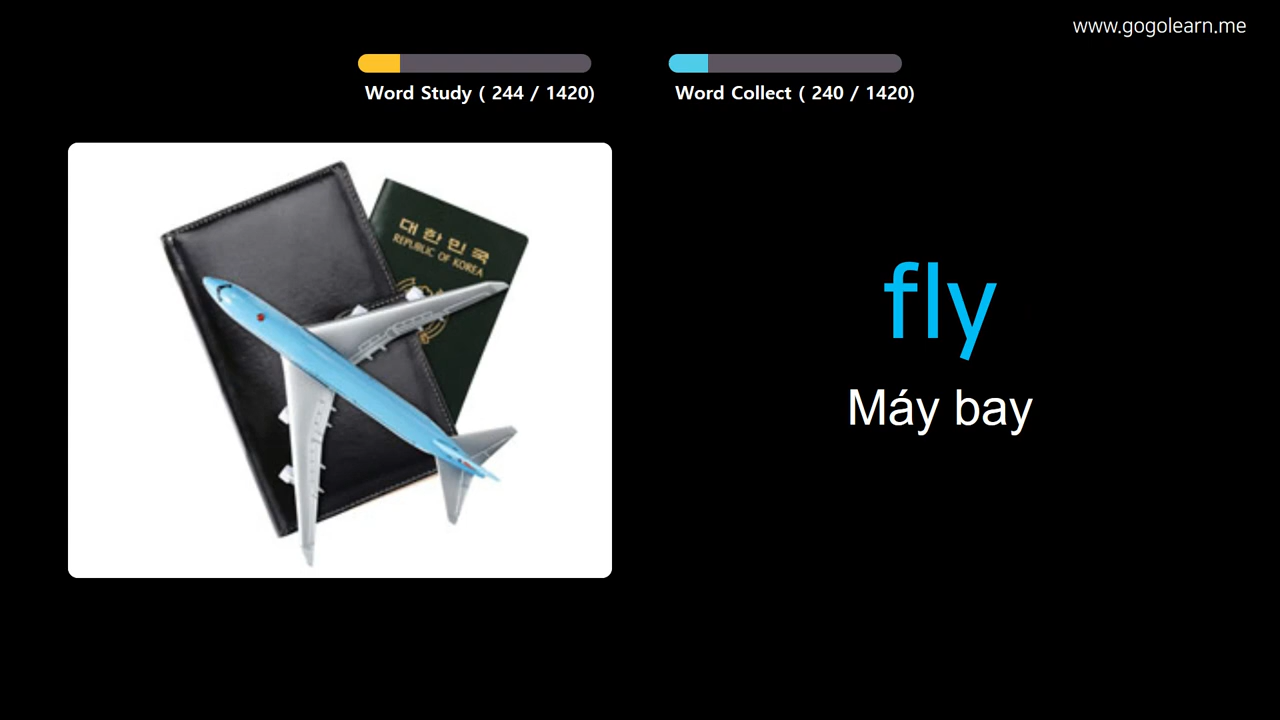 www.gogolearn.me
Word Study ( 244 / 1420)
Word Collect ( 240 / 1420)
대한민국
REPUBLIC OF KOREA
fly
Máy bay